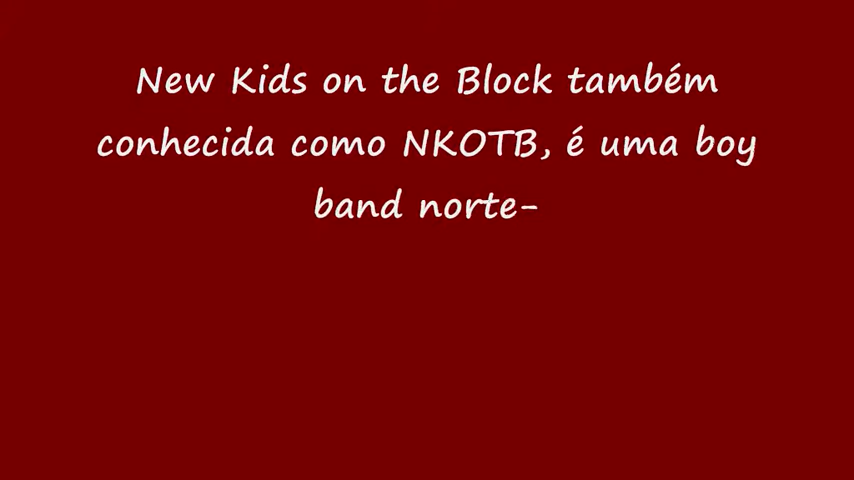 New Kids on the Block também
conhecida como NKOTB, é uma boy
band norte-